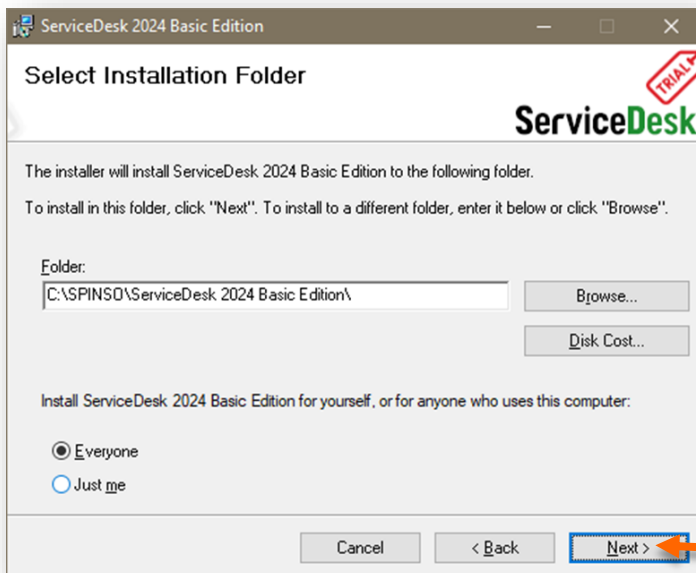 ServiceDesk 2024 Basic Edition
Select Installation Folder
TRIAL
ServiceDesk
The installer will install ServiceDesk 2024 Basic Edition to the following folder.
To install in this folder, click "Next". To install to a different folder, enter it below or click "Browse".
Folder:
C:\SPINSO\ServiceDesk 2024 Basic Edition\
Browse...
Disk Cost...
Install ServiceDesk 2024 Basic Edition for yourself, or for anyone who uses this computer:
Everyone
Just me
Cancel
< Back
Next >